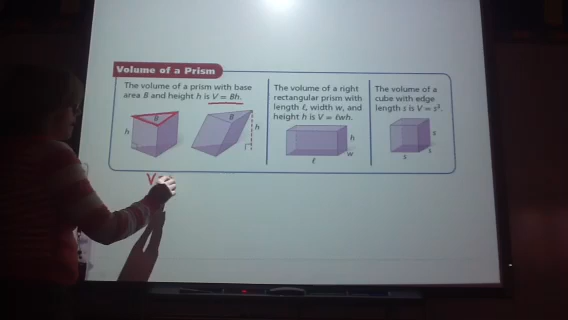 Volume of a Prism
The volume of a prism with base
area B and height h is V = Bh.
B
h
B
h
The volume of a right
rectangular prism with
length ℓ, width w, and
height h is V = ℓwh.
h
w
ℓ
The volume of a
cube with edge
length s is V = s³.
s
s
s
V